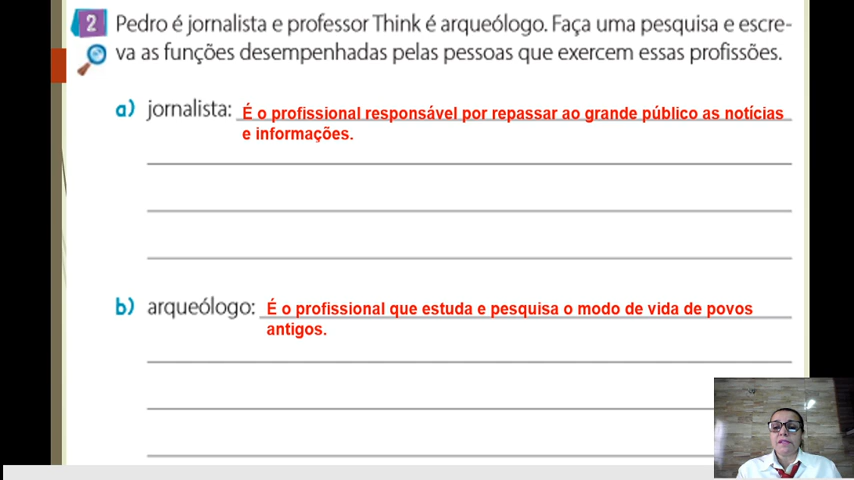 2 Pedro é jornalista e professor Think é arqueólogo. Faça uma pesquisa e escre-
va as funções desempenhadas pelas pessoas que exercem essas profissões.
a) jornalista: É o profissional responsável por repassar ao grande público as notícias
e informações.
b) arqueólogo: É o profissional que estuda e pesquisa o modo de vida de povos
antigos.